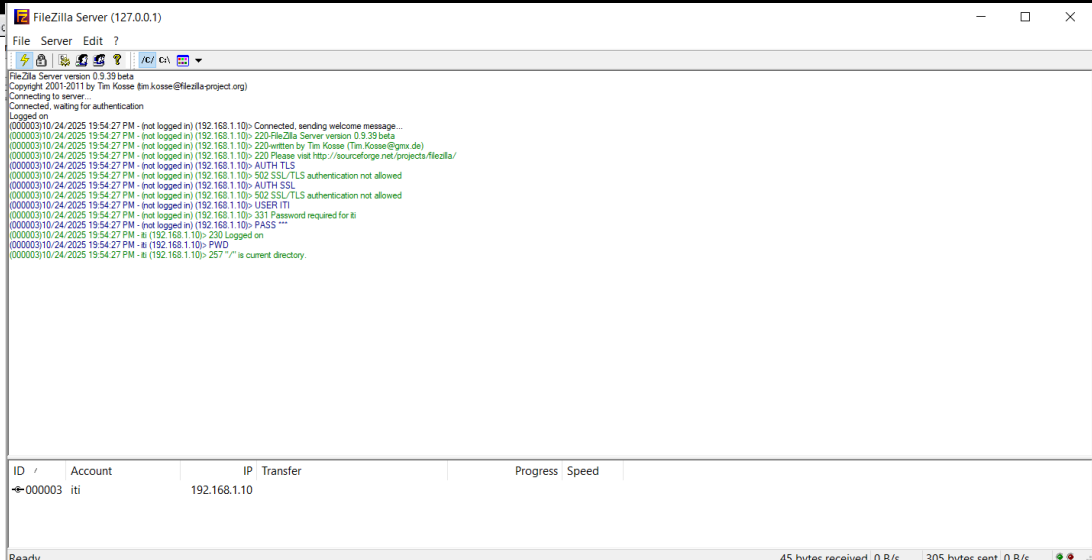 FileZilla Server (127.0.0.1)
File Server Edit ?
/C/ C:\
FileZilla Server version 0.9.39 beta
Copyright 2001-2011 by Tim Kosse (tim.kosse@filezilla-project.org)
Connecting to server...
Connected, waiting for authentication
Logged on
(000003)10/24/2025 19:54:27 PM - (not logged in) (192.168.1.10)> Connected, sending welcome message...
(000003)10/24/2025 19:54:27 PM - (not logged in) (192.168.1.10)> 220-FileZilla Server version 0.9.39 beta
(000003)10/24/2025 19:54:27 PM - (not logged in) (192.168.1.10)> 220-written by Tim Kosse (Tim.Kosse@gmx.de)
(000003)10/24/2025 19:54:27 PM - (not logged in) (192.168.1.10)> 220 Please visit http://sourceforge.net/projects/filezilla/
(000003)10/24/2025 19:54:27 PM - (not logged in) (192.168.1.10)> AUTH TLS
(000003)10/24/2025 19:54:27 PM - (not logged in) (192.168.1.10)> 502 SSL/TLS authentication not allowed
(000003)10/24/2025 19:54:27 PM - (not logged in) (192.168.1.10)> AUTH SSL
(000003)10/24/2025 19:54:27 PM - (not logged in) (192.168.1.10)> 502 SSL/TLS authentication not allowed
(000003)10/24/2025 19:54:27 PM - (not logged in) (192.168.1.10)> USER ITI
(000003)10/24/2025 19:54:27 PM - (not logged in) (192.168.1.10)> 331 Password required for iti
(000003)10/24/2025 19:54:27 PM - (not logged in) (192.168.1.10)> PASS ***
(000003)10/24/2025 19:54:27 PM - iti (192.168.1.10)> 230 Logged on
(000003)10/24/2025 19:54:27 PM - iti (192.168.1.10)> PWD
(000003)10/24/2025 19:54:27 PM - iti (192.168.1.10)> 257 "/" is current directory.
ID / Account IP Transfer Progress Speed
000003 iti 192.168.1.10
Ready 45 bytes received 0 B/s 305 bytes sent 0 B/s